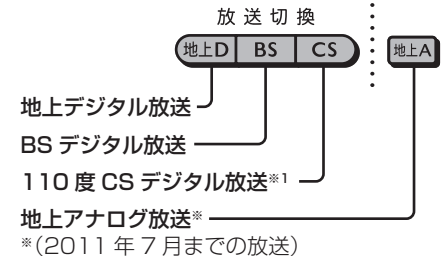 放送切換
地上D BS CS 地上A
地上デジタル放送
BS デジタル放送
110 度 CS デジタル放送※1
地上アナログ放送※
※(2011 年 7 月までの放送)